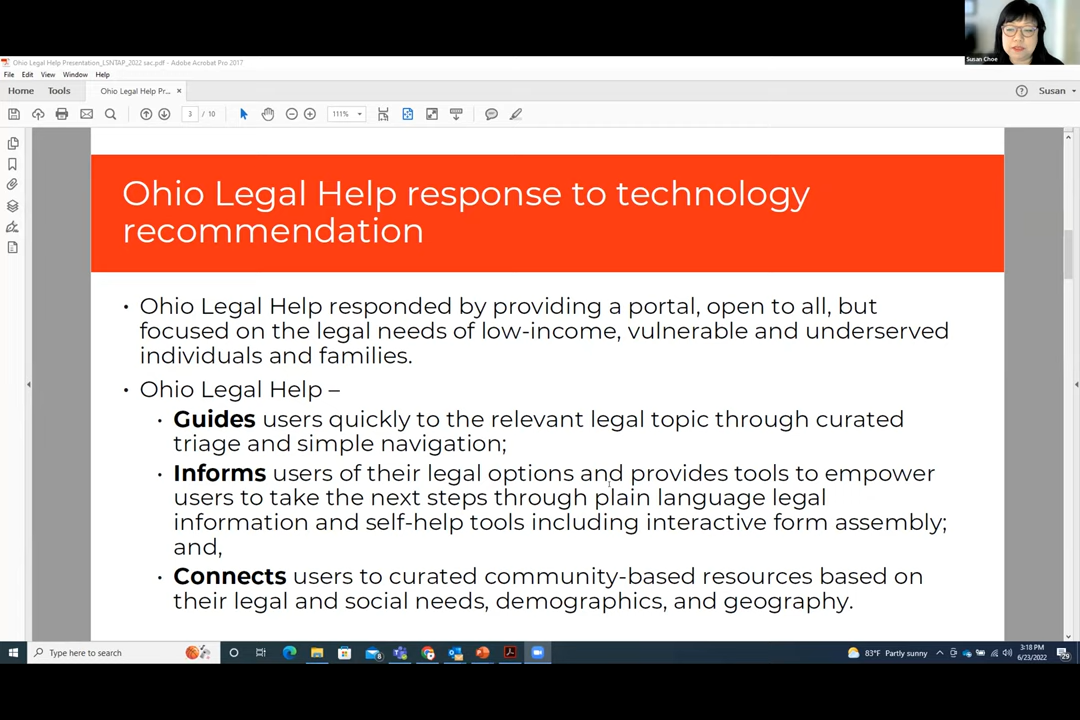 Susan Choe
Ohio Legal Help Presentation_LSNTAP_2022 sac.pdf - Adobe Acrobat Pro 2017
File Edit View Window Help
Home Tools Ohio Legal Help Pr... × Susan
3 / 10 111%
Ohio Legal Help response to technology
recommendation
• Ohio Legal Help responded by providing a portal, open to all, but
focused on the legal needs of low-income, vulnerable and underserved
individuals and families.
• Ohio Legal Help –
• Guides users quickly to the relevant legal topic through curated
triage and simple navigation;
• Informs users of their legal options and provides tools to empower
users to take the next steps through plain language legal
information and self-help tools including interactive form assembly;
and,
• Connects users to curated community-based resources based on
their legal and social needs, demographics, and geography.
Type here to search 83°F Partly sunny 3:18 PM
6/23/2022